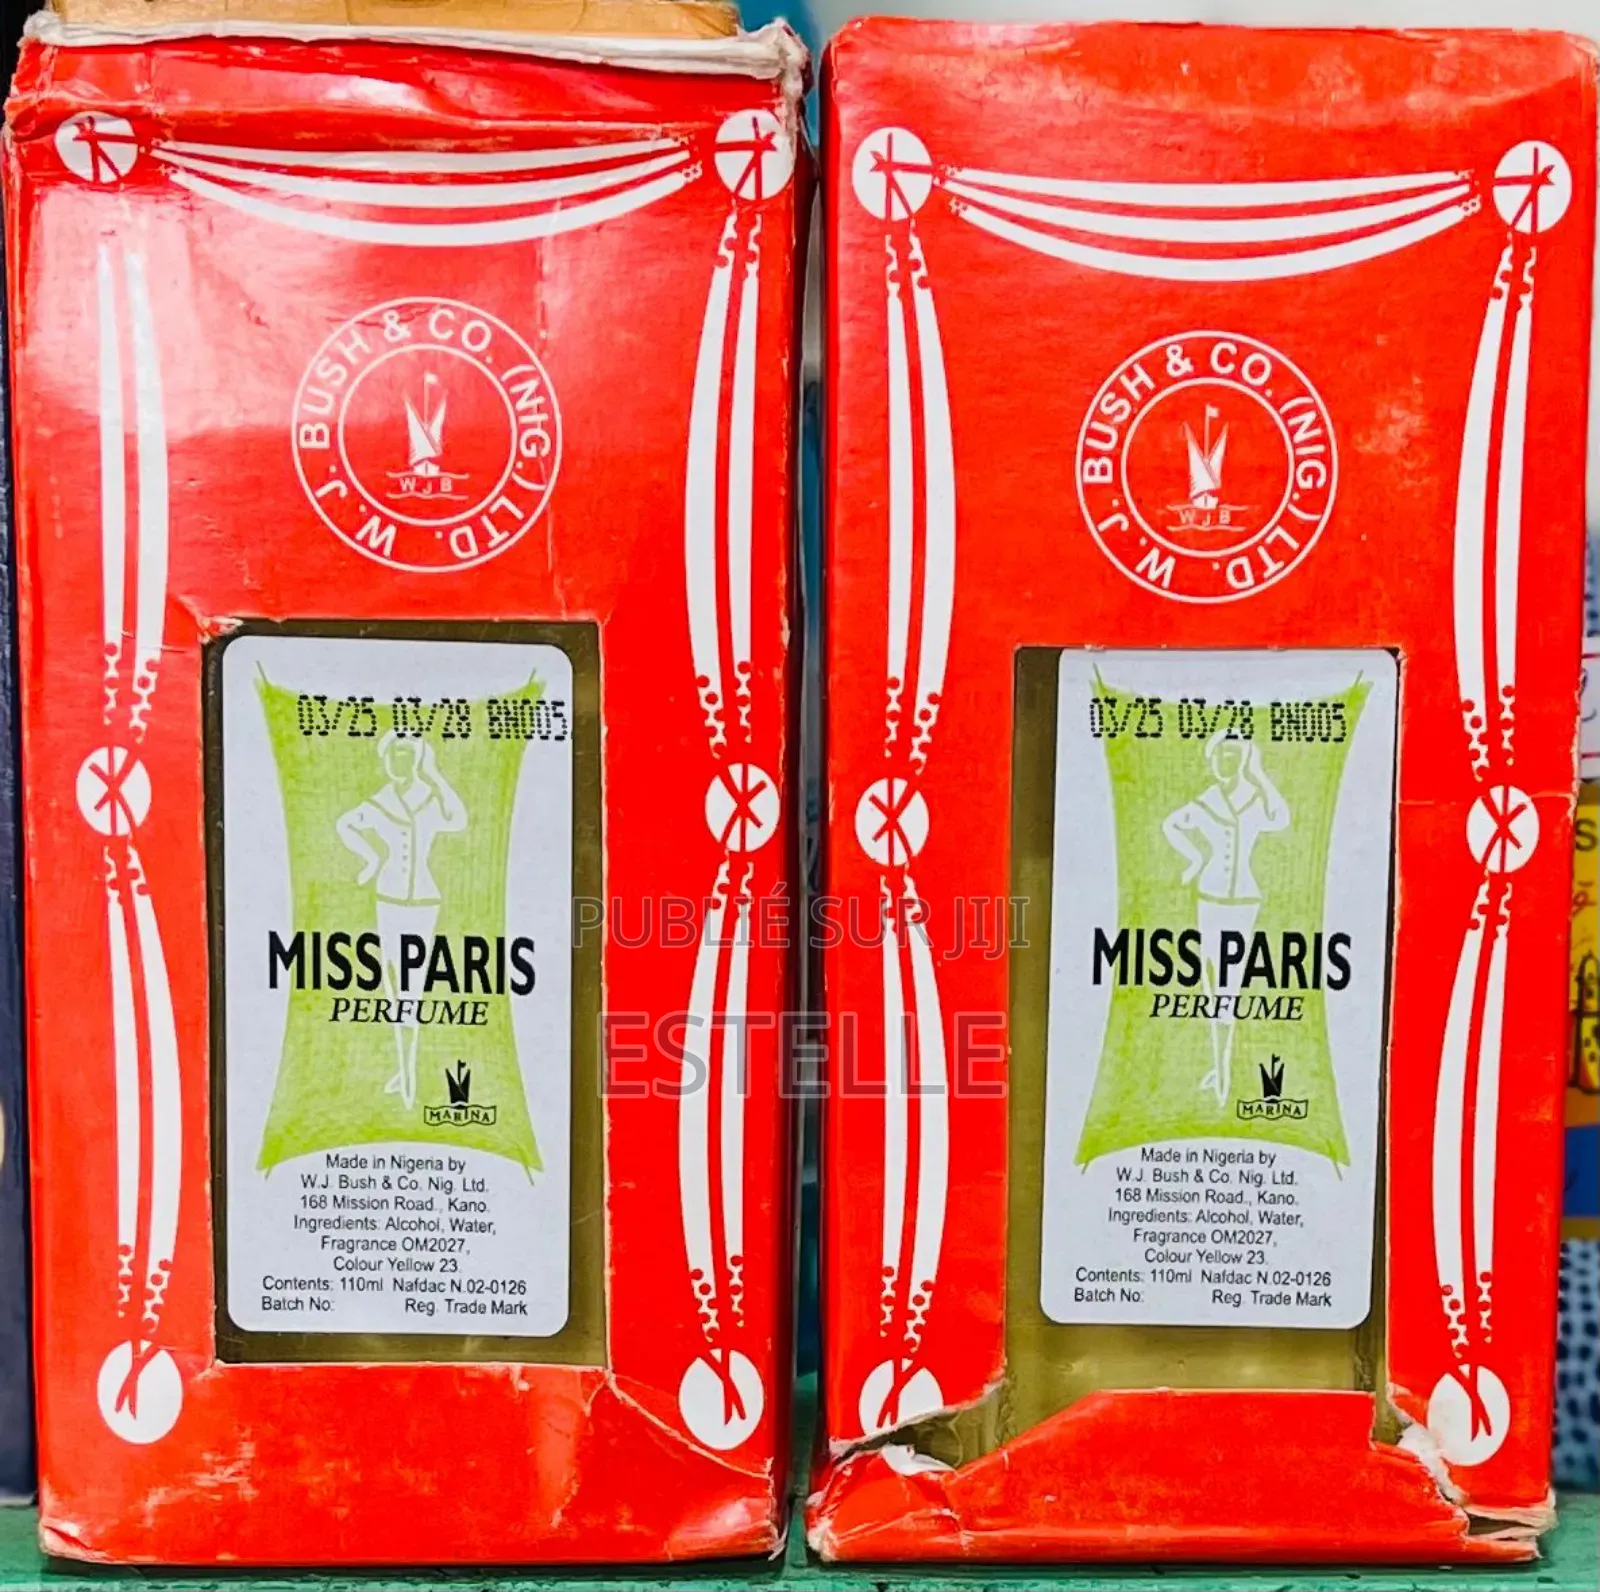 W. J. BUSH & CO. (NIG.) LTD.
W J B
03/25 03/28 BN005
MISS PARIS
PERFUME
MARINA
Made in Nigeria by
W.J. Bush & Co. Nig. Ltd.
168 Mission Road., Kano.
Ingredients: Alcohol, Water,
Fragrance OM2027,
Colour Yellow 23.
Contents: 110ml Nafdac N.02-0126
Batch No: Reg. Trade Mark
W. J. BUSH & CO. (NIG.) LTD.
W J B
03/25 03/28 BN005
MISS PARIS
PERFUME
MARINA
Made in Nigeria by
W.J. Bush & Co. Nig. Ltd.
168 Mission Road., Kano.
Ingredients: Alcohol, Water,
Fragrance OM2027,
Colour Yellow 23.
Contents: 110ml Nafdac N.02-0126
Batch No: Reg. Trade Mark
PUBLIÉ SUR JIJI
ESTELLE